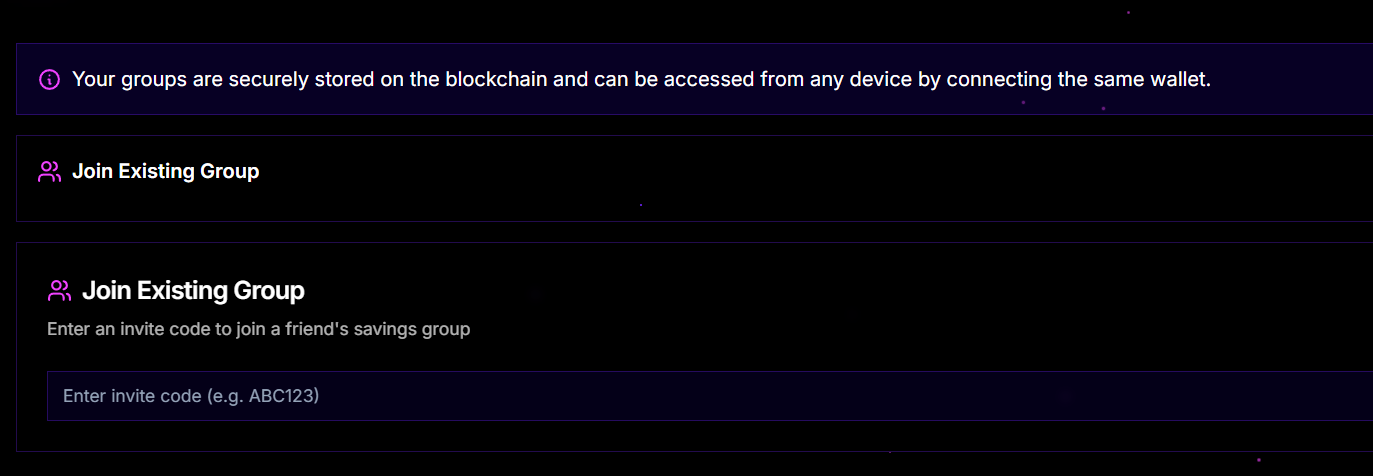 Your groups are securely stored on the blockchain and can be accessed from any device by connecting the same wallet.
Join Existing Group
Join Existing Group
Enter an invite code to join a friend's savings group
Enter invite code (e.g. ABC123)